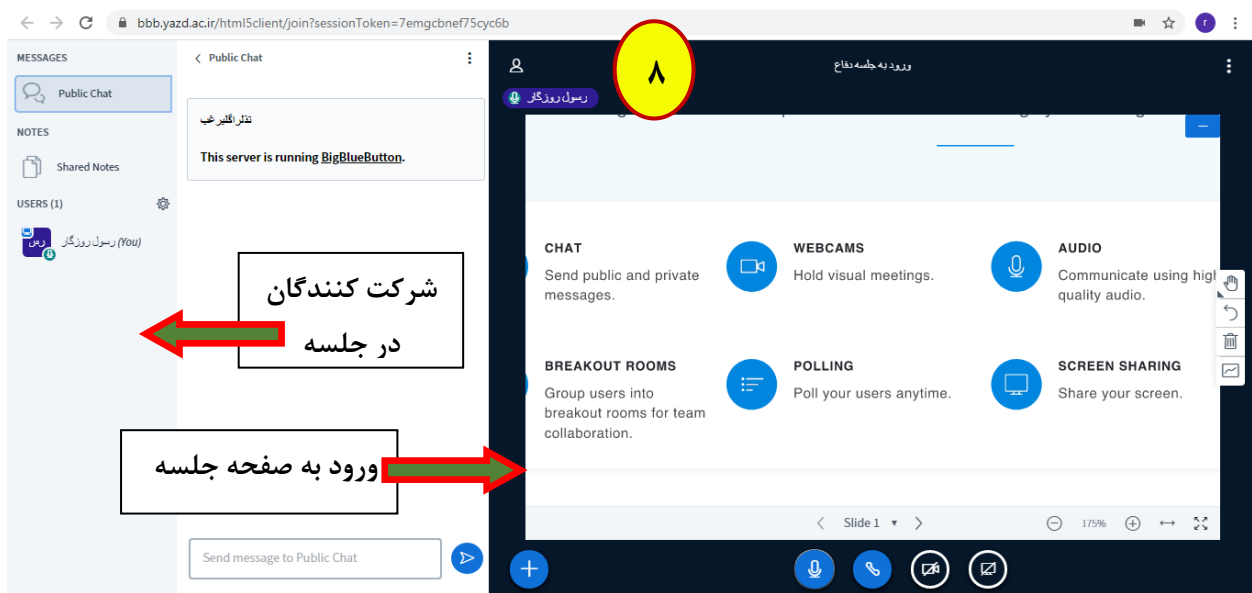 bbb.yazd.ac.ir/html5client/join?sessionToken=7emgcbnef75cyc6b
r
MESSAGES
Public Chat
NOTES
Shared Notes
USERS (1)
رس
رسول روزگار (You)
Public Chat
This server is running BigBlueButton.
شرکت کنندگان
در جلسه
ورود به صفحه جلسه
Send message to Public Chat
۸
ورود به جلسه دفاع
رسول روزگار
CHAT
Send public and private
messages.
WEBCAMS
Hold visual meetings.
AUDIO
Communicate using high
quality audio.
BREAKOUT ROOMS
Group users into
breakout rooms for team
collaboration.
POLLING
Poll your users anytime.
SCREEN SHARING
Share your screen.
Slide 1
175%